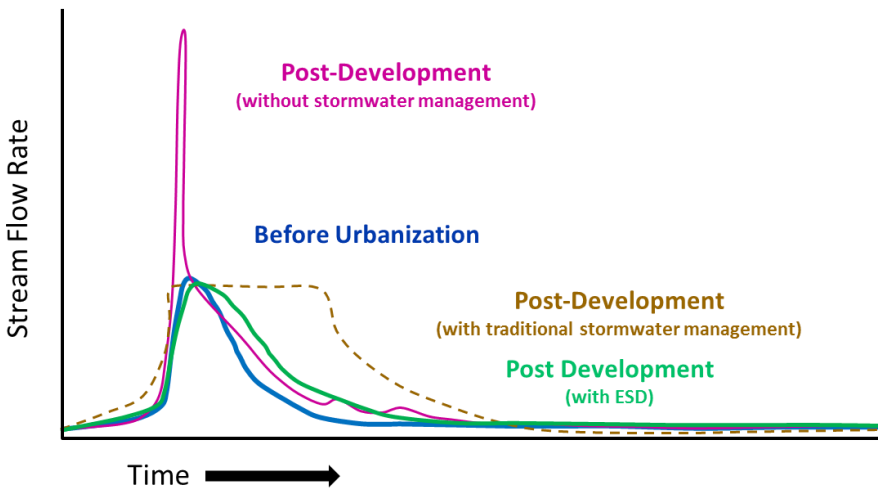 Post-Development
(without stormwater management)
Before Urbanization
Post-Development
(with traditional stormwater management)
Post Development
(with ESD)
Stream Flow Rate
Time